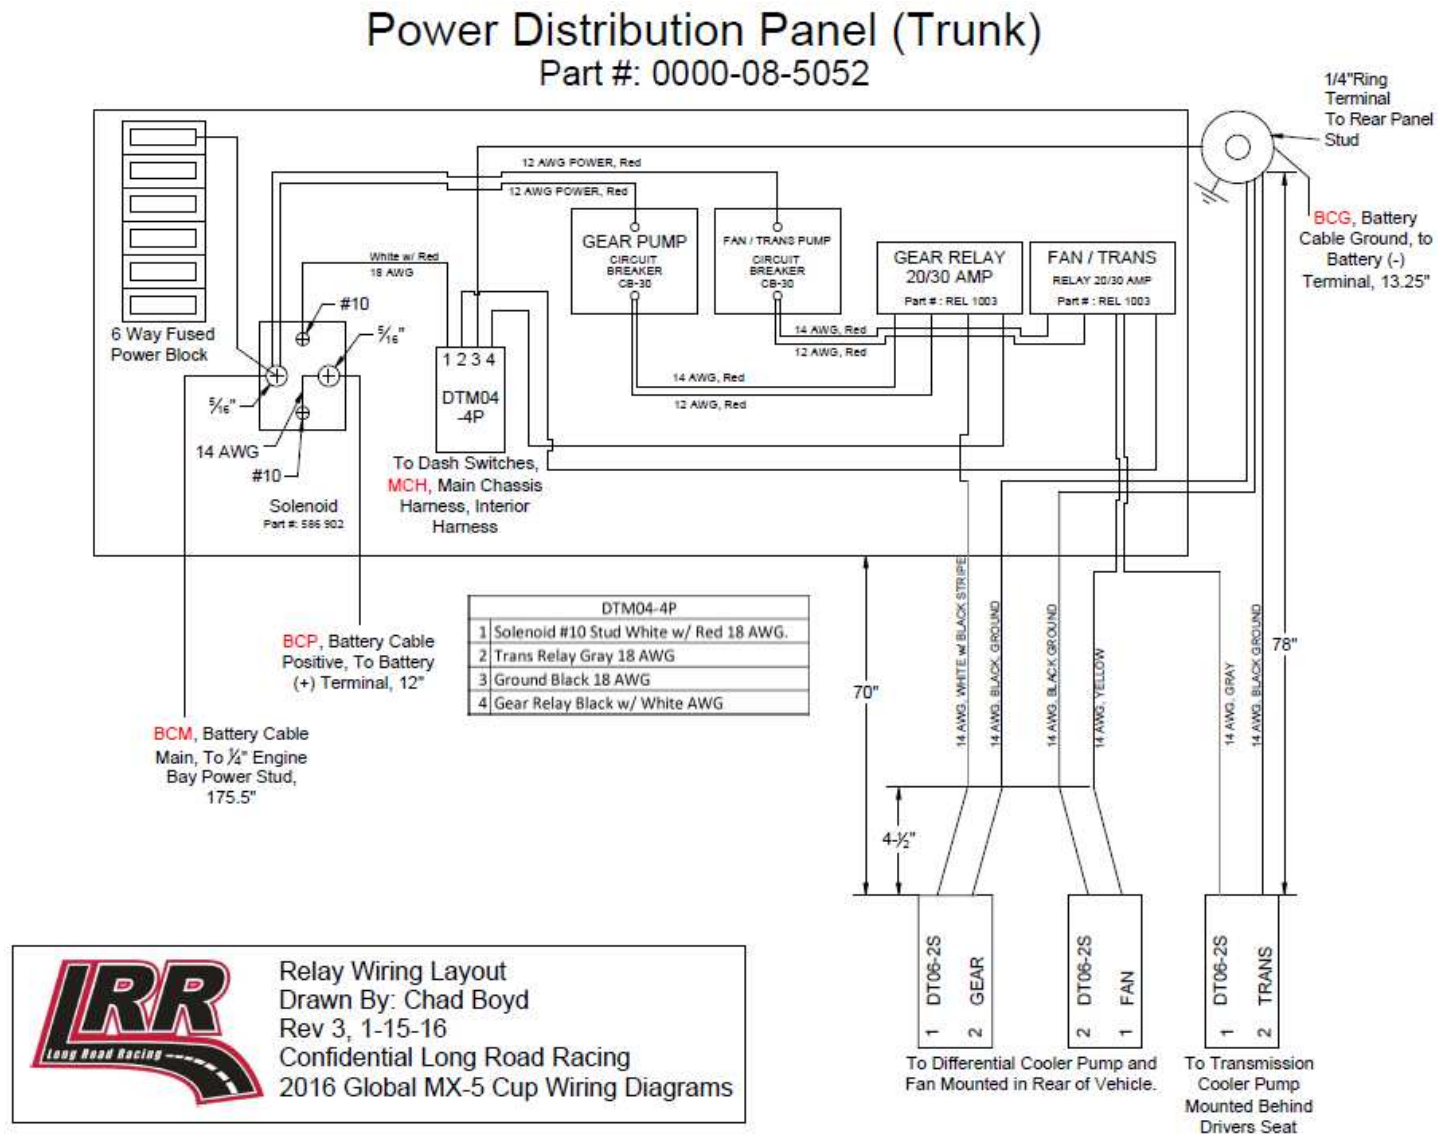 Power Distribution Panel (Trunk)
Part #: 0000-08-5052
1/4"Ring
Terminal
To Rear Panel
Stud
BCG, Battery
Cable Ground, to
Battery (-)
Terminal, 13.25"
12 AWG POWER, Red
12 AWG POWER, Red
White w/ Red
18 AWG
GEAR PUMP
CIRCUIT
BREAKER
CB-30
FAN / TRANS PUMP
CIRCUIT
BREAKER
CB-30
GEAR RELAY
20/30 AMP
Part # : REL 1003
FAN / TRANS
RELAY 20/30 AMP
Part # : REL 1003
6 Way Fused
Power Block
#10
5/16"
5/16"
14 AWG
#10
Solenoid
Part #: 586 902
1 2 3 4
DTM04
-4P
To Dash Switches,
MCH, Main Chassis
Harness, Interior
Harness
14 AWG, Red
12 AWG, Red
14 AWG, Red
12 AWG, Red
BCP, Battery Cable
Positive, To Battery
(+) Terminal, 12"
BCM, Battery Cable
Main, To ¼" Engine
Bay Power Stud,
175.5"
DTM04-4P
1 Solenoid #10 Stud White w/ Red 18 AWG.
2 Trans Relay Gray 18 AWG
3 Ground Black 18 AWG
4 Gear Relay Black w/ White AWG
70"
4-½"
78"
14 AWG, WHITE w/ BLACK STRIPE
14 AWG, BLACK, GROUND
14 AWG, BLACK GROUND
14 AWG, YELLOW
14 AWG, GRAY
14 AWG, BLACK GROUND
1 DT06-2S
2 GEAR
2 DT06-2S
1 FAN
1 DT06-2S
2 TRANS
To Differential Cooler Pump and
Fan Mounted in Rear of Vehicle.
To Transmission
Cooler Pump
Mounted Behind
Drivers Seat
LRR
Long Road Racing
Relay Wiring Layout
Drawn By: Chad Boyd
Rev 3, 1-15-16
Confidential Long Road Racing
2016 Global MX-5 Cup Wiring Diagrams